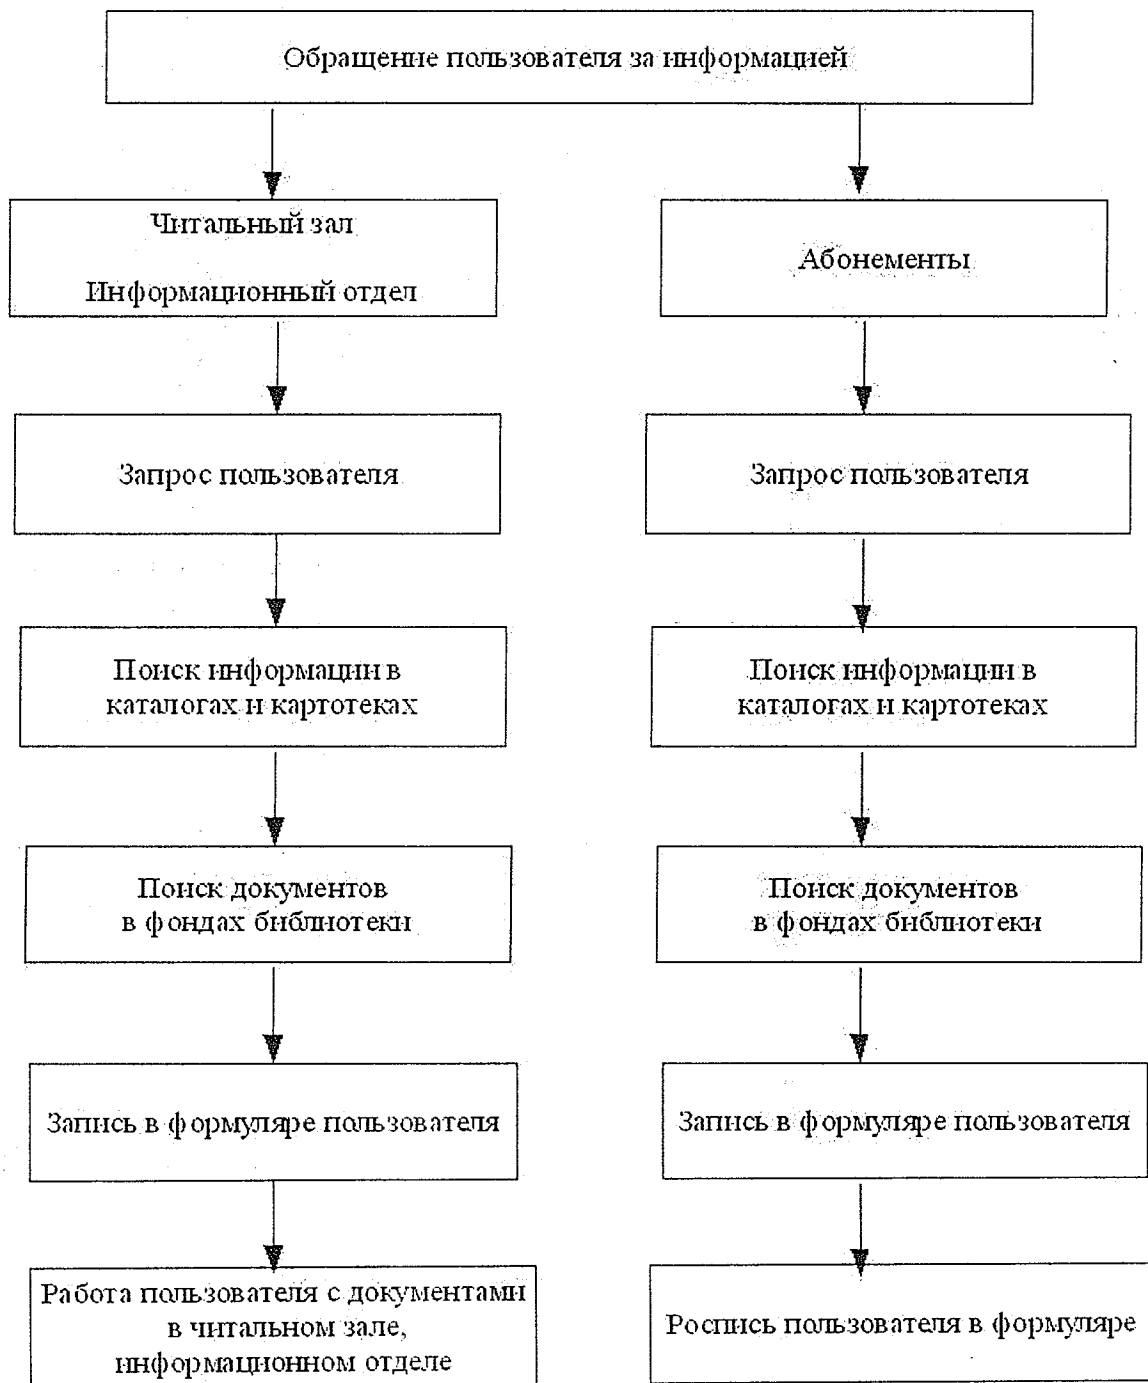 Обращение пользователя за информацией
Читальный зал
Информационный отдел
Абонементы
Запрос пользователя
Запрос пользователя
Поиск информации в
каталогах и картотеках
Поиск информации в
каталогах и картотеках
Поиск документов
в фондах библиотеки
Поиск документов
в фондах библиотеки
Запись в формуляре пользователя
Запись в формуляре пользователя
Работа пользователя с документами
в читальном зале,
информационном отделе
Роспись пользователя в формуляре